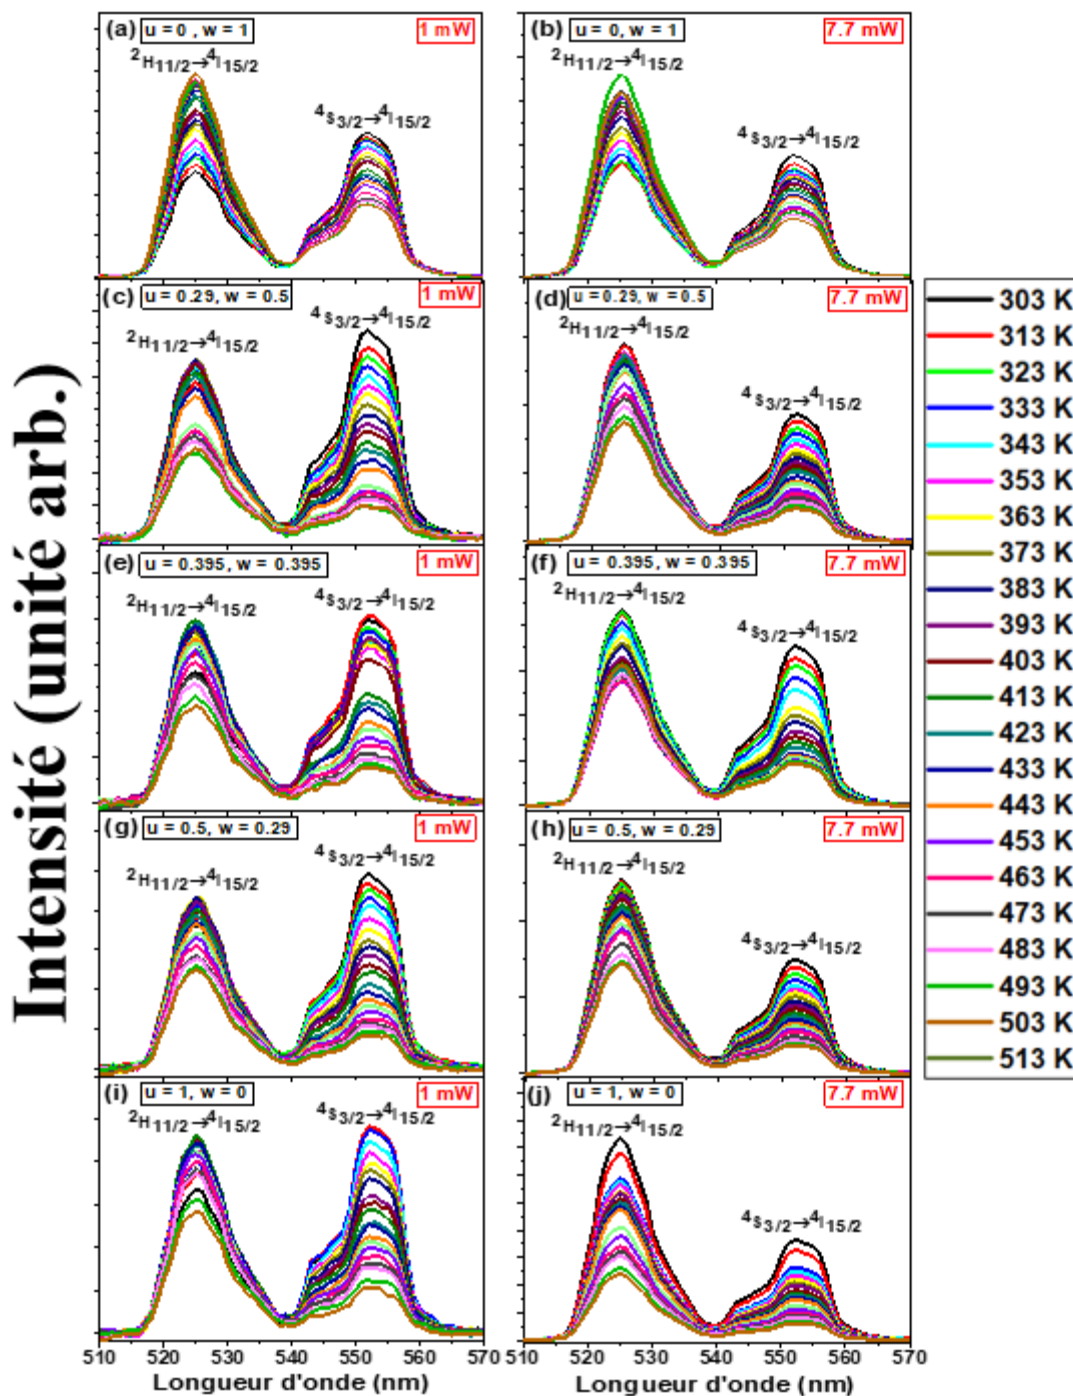 Intensité (unité arb.)
(a) u = 0 , w = 1 1 mW
²H₁₁/₂→⁴I₁₅/₂
⁴S₃/₂→⁴I₁₅/₂
(b) u = 0 , w = 1 7.7 mW
²H₁₁/₂→⁴I₁₅/₂
⁴S₃/₂→⁴I₁₅/₂
(c) u = 0.29, w = 0.5 1 mW
⁴S₃/₂→⁴I₁₅/₂
²H₁₁/₂→⁴I₁₅/₂
(d) u = 0.29, w = 0.5 7.7 mW
²H₁₁/₂→⁴I₁₅/₂
⁴S₃/₂→⁴I₁₅/₂
(e) u = 0.395, w = 0.395 1 mW
²H₁₁/₂→⁴I₁₅/₂
⁴S₃/₂→⁴I₁₅/₂
(f) u = 0.395, w = 0.395 7.7 mW
²H₁₁/₂→⁴I₁₅/₂
⁴S₃/₂→⁴I₁₅/₂
(g) u = 0.5, w = 0.29 1 mW
⁴S₃/₂→⁴I₁₅/₂
²H₁₁/₂→⁴I₁₅/₂
(h) u = 0.5, w = 0.29 7.7 mW
²H₁₁/₂→⁴I₁₅/₂
⁴S₃/₂→⁴I₁₅/₂
(i) u = 1, w = 0 1 mW
²H₁₁/₂→⁴I₁₅/₂
⁴S₃/₂→⁴I₁₅/₂
(j) u = 1, w = 0 7.7 mW
²H₁₁/₂→⁴I₁₅/₂
⁴S₃/₂→⁴I₁₅/₂
510 520 530 540 550 560 570 510 520 530 540 550 560 570
Longueur d'onde (nm) Longueur d'onde (nm)
303 K
313 K
323 K
333 K
343 K
353 K
363 K
373 K
383 K
393 K
403 K
413 K
423 K
433 K
443 K
453 K
463 K
473 K
483 K
493 K
503 K
513 K